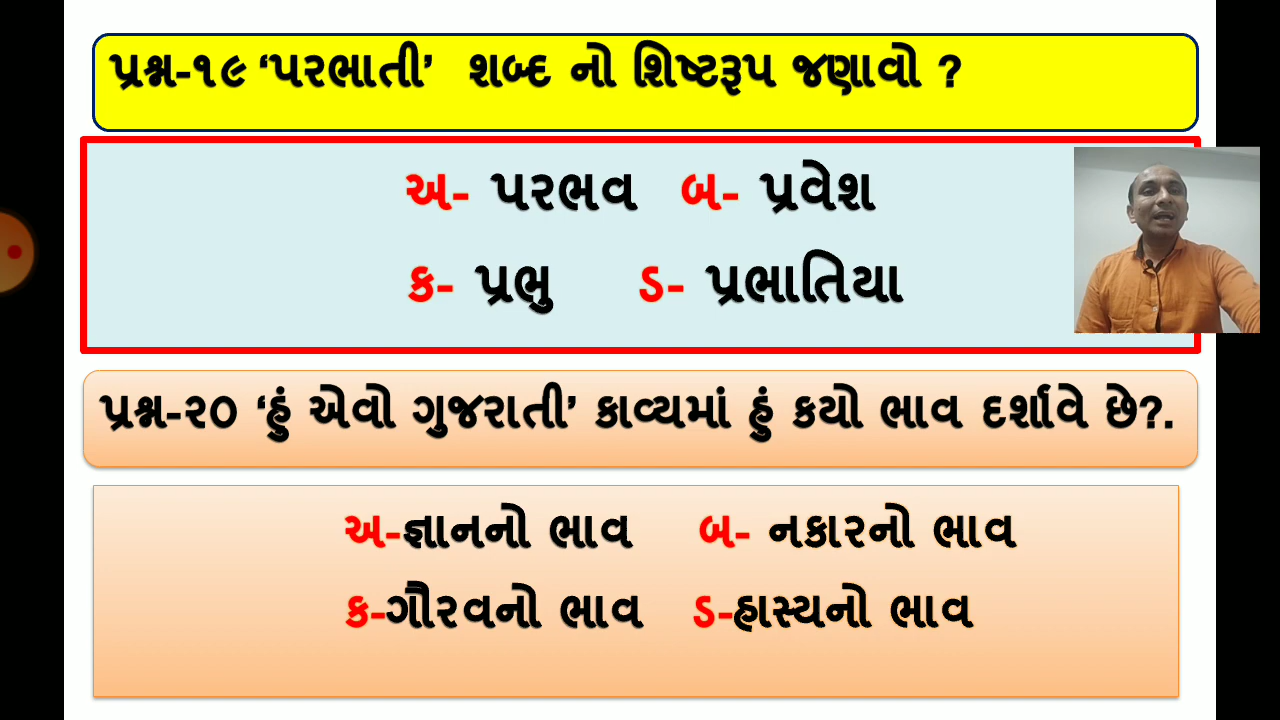 પ્રશ્ન-૧૯ ‘પરભાતી’ શબ્દ નો શિષ્ટરૂપ જણાવો ?
અ- પરભવ બ- પ્રવેશ
ક- પ્રભુ ડ- પ્રભાતિયા
પ્રશ્ન-૨૦ ‘હું એવો ગુજરાતી’ કાવ્યમાં હું કયો ભાવ દર્શાવે છે?.
અ-જ્ઞાનનો ભાવ બ- નકારનો ભાવ
ક-ગૌરવનો ભાવ ડ-હાસ્યનો ભાવ